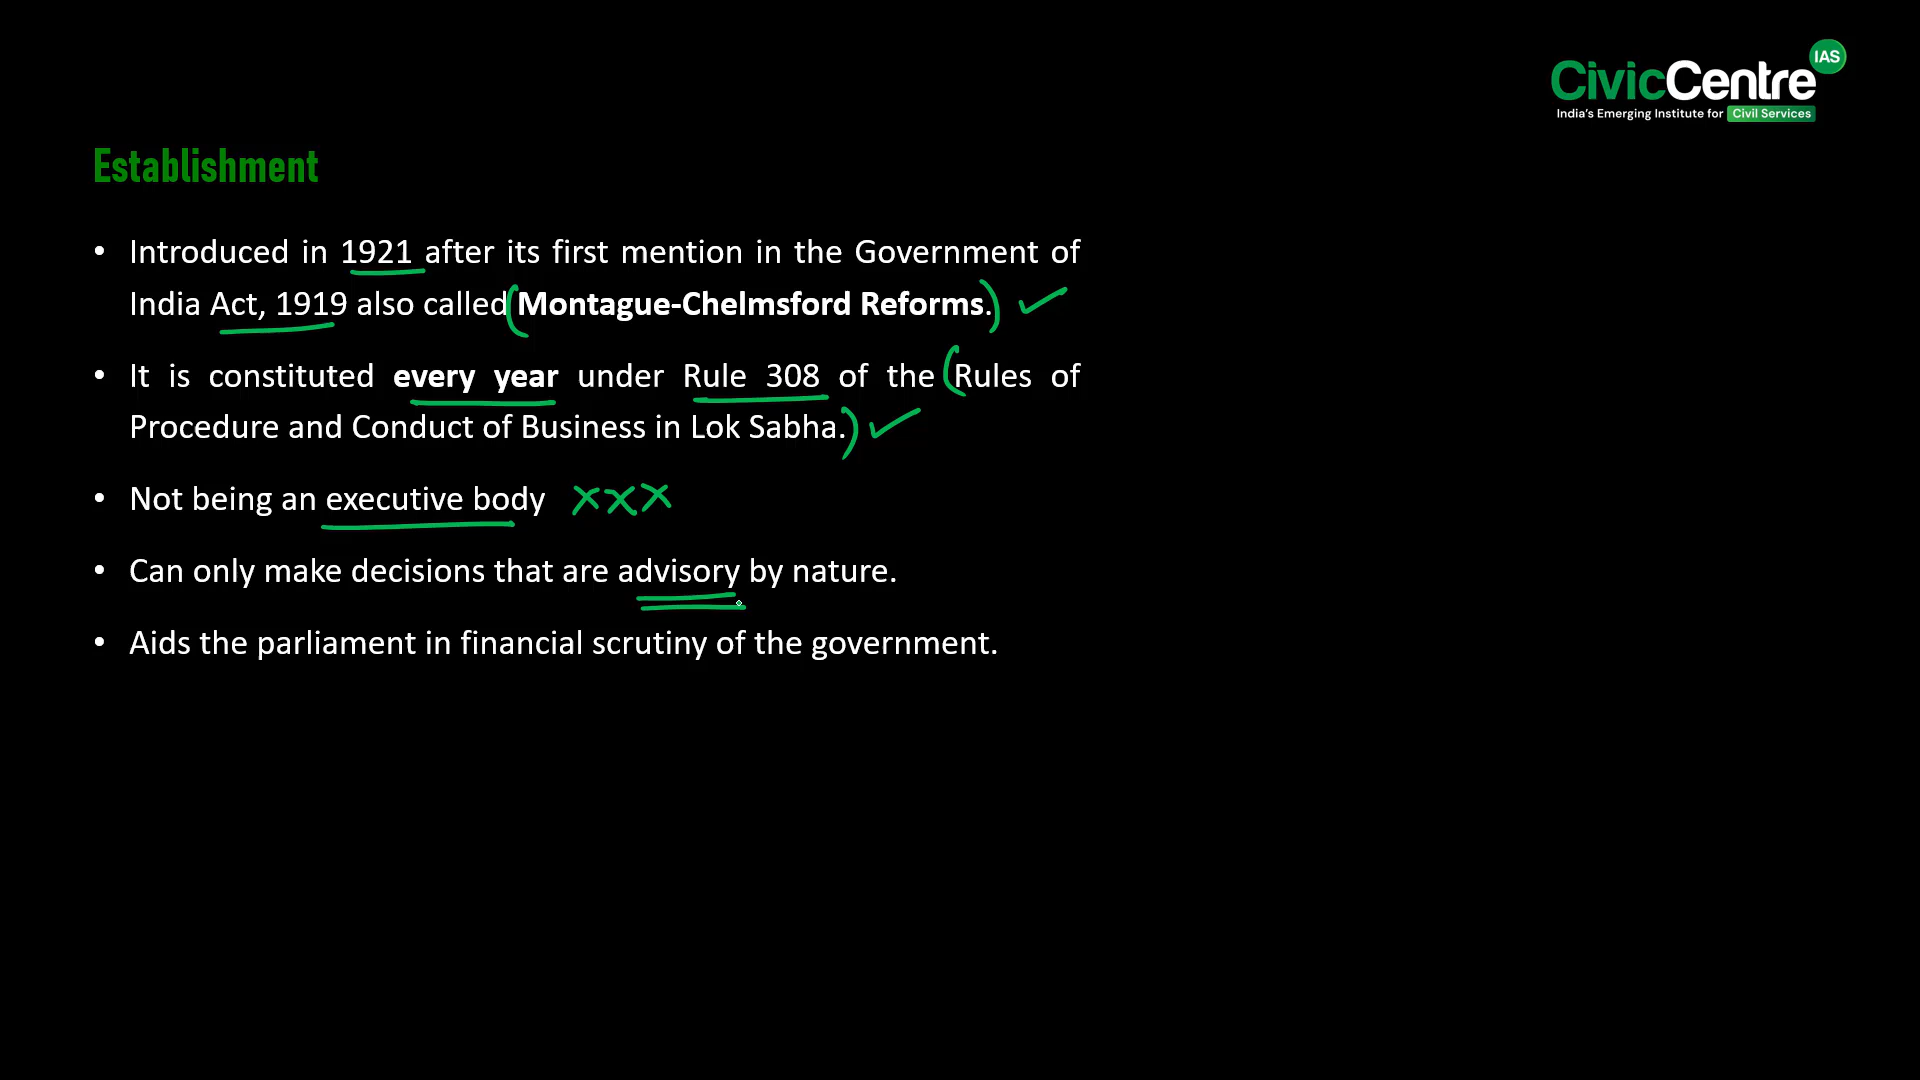 CivicCentre IAS
India's Emerging Institute for Civil Services
Establishment
• Introduced in 1921 after its first mention in the Government of
India Act, 1919 also called Montague-Chelmsford Reforms.
• It is constituted every year under Rule 308 of the Rules of
Procedure and Conduct of Business in Lok Sabha.
• Not being an executive body xxx
• Can only make decisions that are advisory by nature.
• Aids the parliament in financial scrutiny of the government.